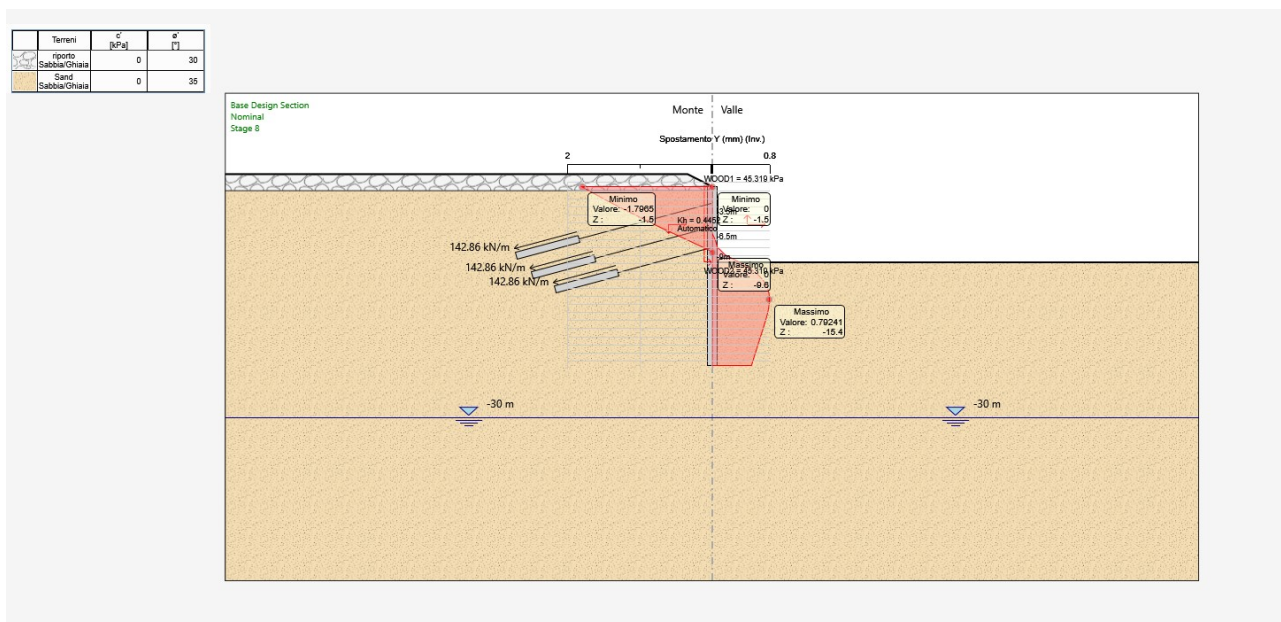 Terreni c' ø'
[kPa] [°]
riporto
Sabbia/Ghiaia 0 30
Sand
Sabbia/Ghiaia 0 35
Base Design Section
Nominal
Stage 8
Monte Valle
Spostamento Y (mm) (Inv.)
2 0.8
WOOD1 = 45.319 kPa
Minimo
Valore: -1.7965
Z : -1.5
Minimo
Valore: 0
Z : -1.5
-3.5m
Kh = 0.4452
Automatico
-6.5m
142.86 kN/m
142.86 kN/m
142.86 kN/m
-9m
Massimo
WOOD2 = 45.319 kPa
Valore: 0
Z : -9.6
Massimo
Valore: 0.79241
Z : -15.4
-30 m -30 m